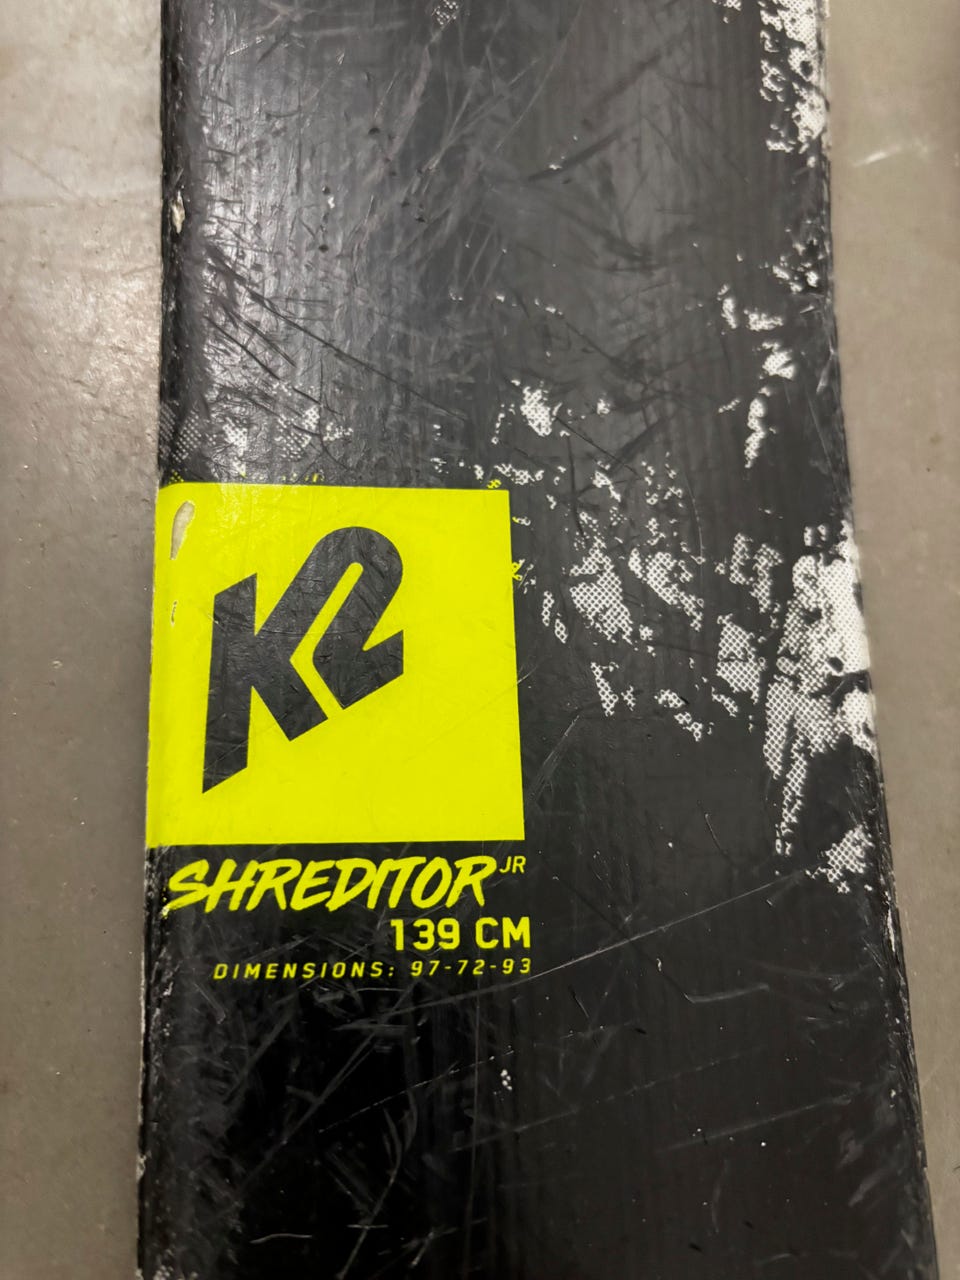 K2
SHREDITOR JR
139 CM
DIMENSIONS: 97-72-93